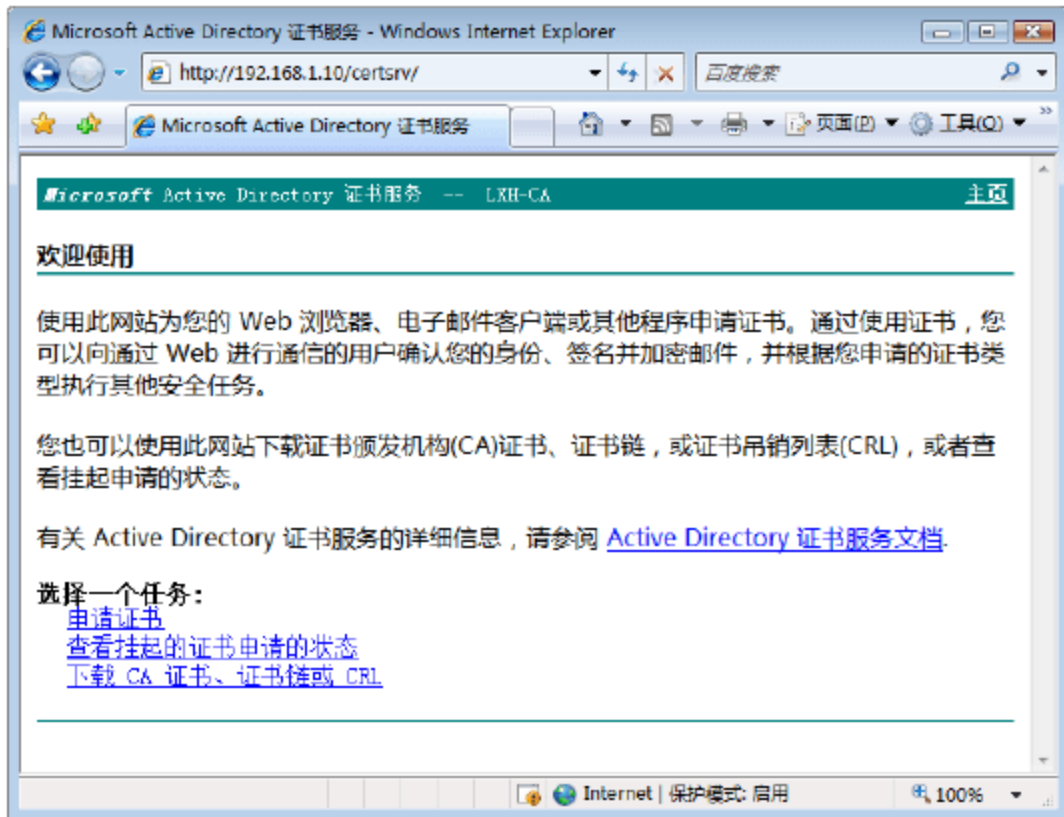 Microsoft Active Directory 证书服务 - Windows Internet Explorer
http://192.168.1.10/certsrv/ 百度搜索
Microsoft Active Directory 证书服务 页面(P) 工具(O)
Microsoft Active Directory 证书服务 -- LXH-CA 主页
欢迎使用
使用此网站为您的 Web 浏览器、电子邮件客户端或其他程序申请证书。通过使用证书，您
可以向通过 Web 进行通信的用户确认您的身份、签名并加密邮件，并根据您申请的证书类
型执行其他安全任务。
您也可以使用此网站下载证书颁发机构(CA)证书、证书链，或证书吊销列表(CRL)，或者查
看挂起申请的状态。
有关 Active Directory 证书服务的详细信息，请参阅 Active Directory 证书服务文档.
选择一个任务：
申请证书
查看挂起的证书申请的状态
下载 CA 证书、证书链或 CRL
Internet | 保护模式: 启用 100%